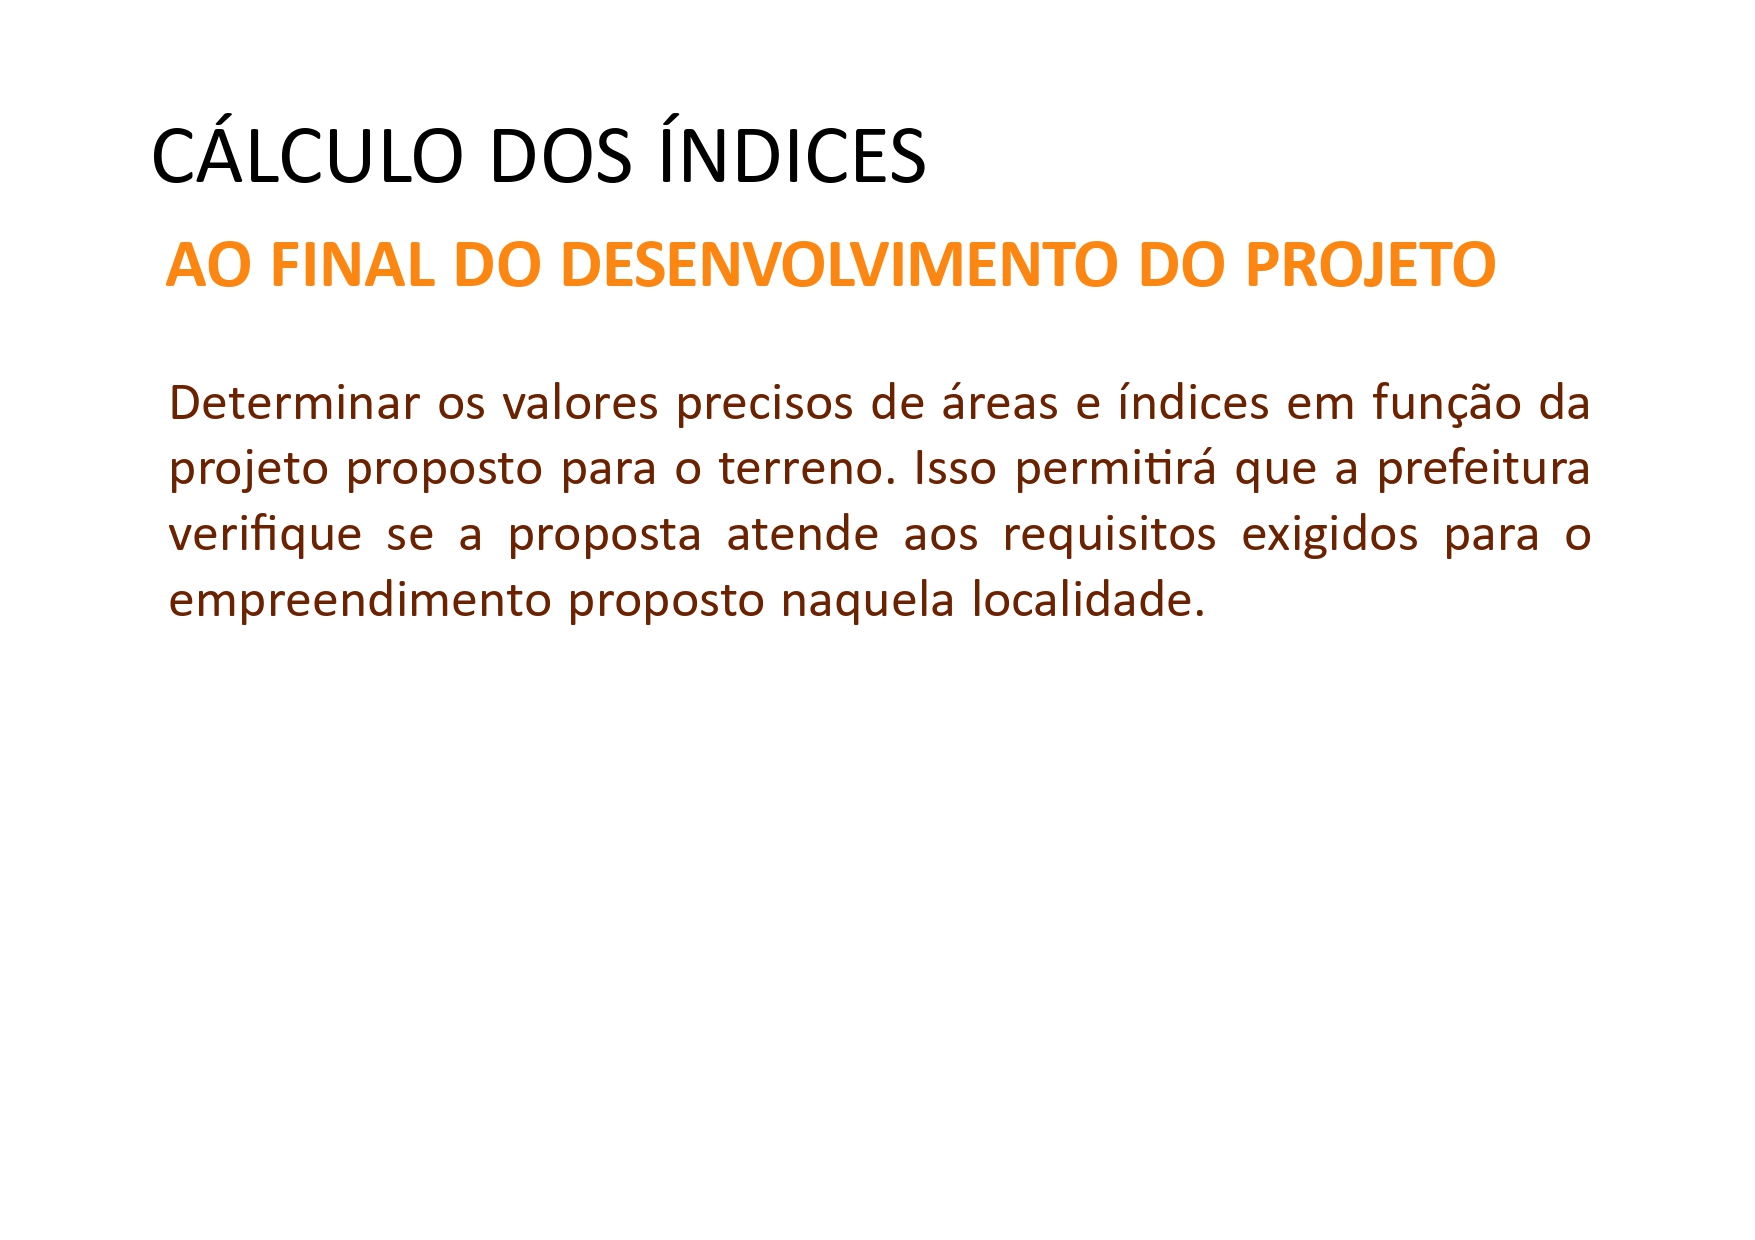 CÁLCULO DOS ÍNDICES
AO FINAL DO DESENVOLVIMENTO DO PROJETO
Determinar os valores precisos de áreas e índices em função da
projeto proposto para o terreno. Isso permitirá que a prefeitura
verifique se a proposta atende aos requisitos exigidos para o
empreendimento proposto naquela localidade.